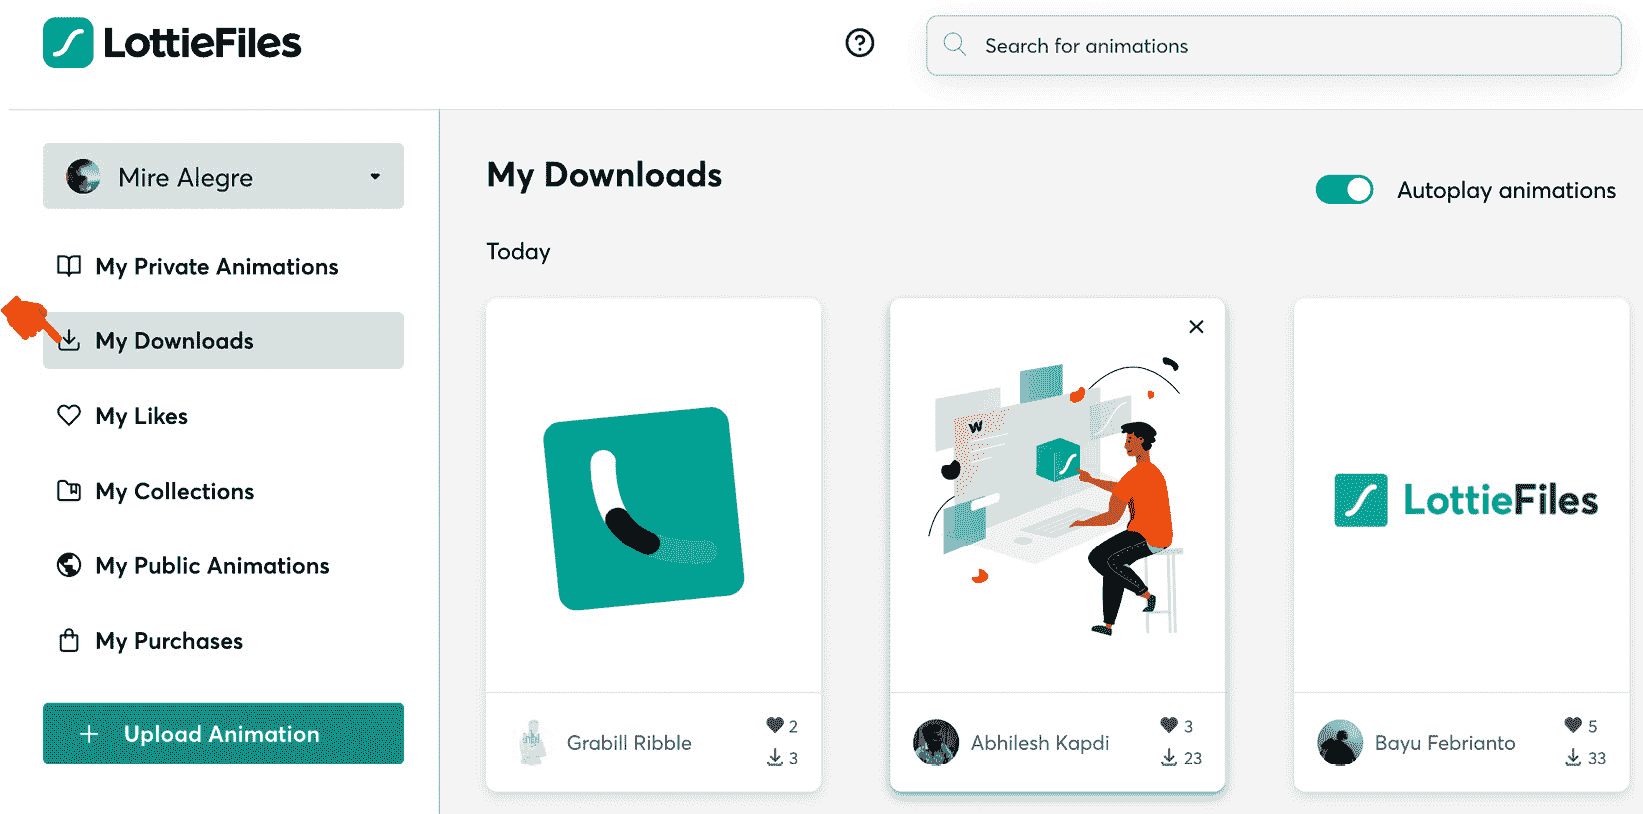 LottieFiles
Search for animations
Mire Alegre
My Private Animations
My Downloads
My Likes
My Collections
My Public Animations
My Purchases
+ Upload Animation
My Downloads
Autoplay animations
Today
W
LottieFiles
Grabill Ribble
2
3
Abhilesh Kapdi
3
23
Bayu Febrianto
5
33